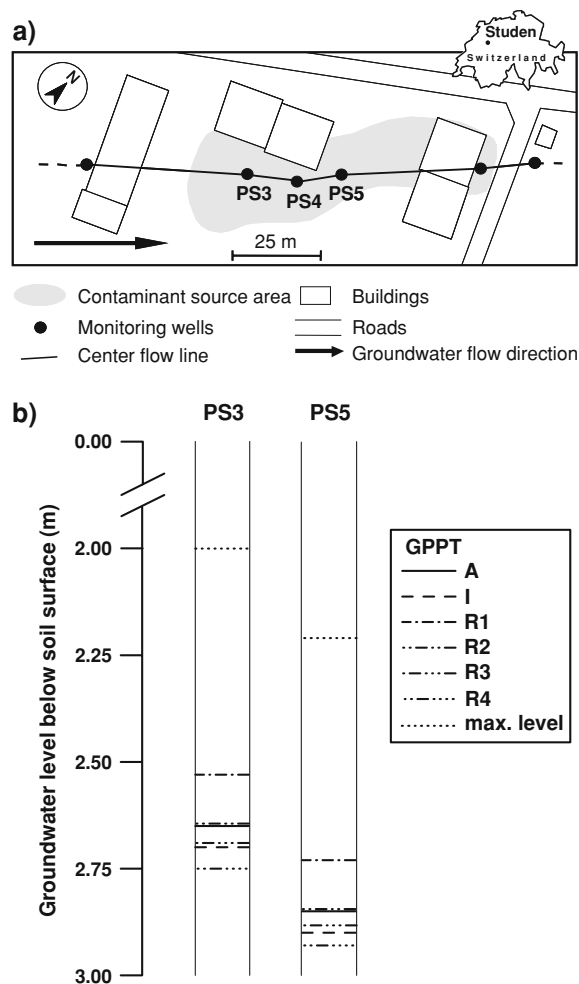 a)
Studen
Switzerland
N
PS3
PS4
PS5
25 m
Contaminant source area
Buildings
Monitoring wells
Roads
Center flow line
Groundwater flow direction
b)
PS3
PS5
Groundwater level below soil surface (m)
0.00
2.00
2.25
2.50
2.75
3.00
GPPT
A
I
R1
R2
R3
R4
max. level